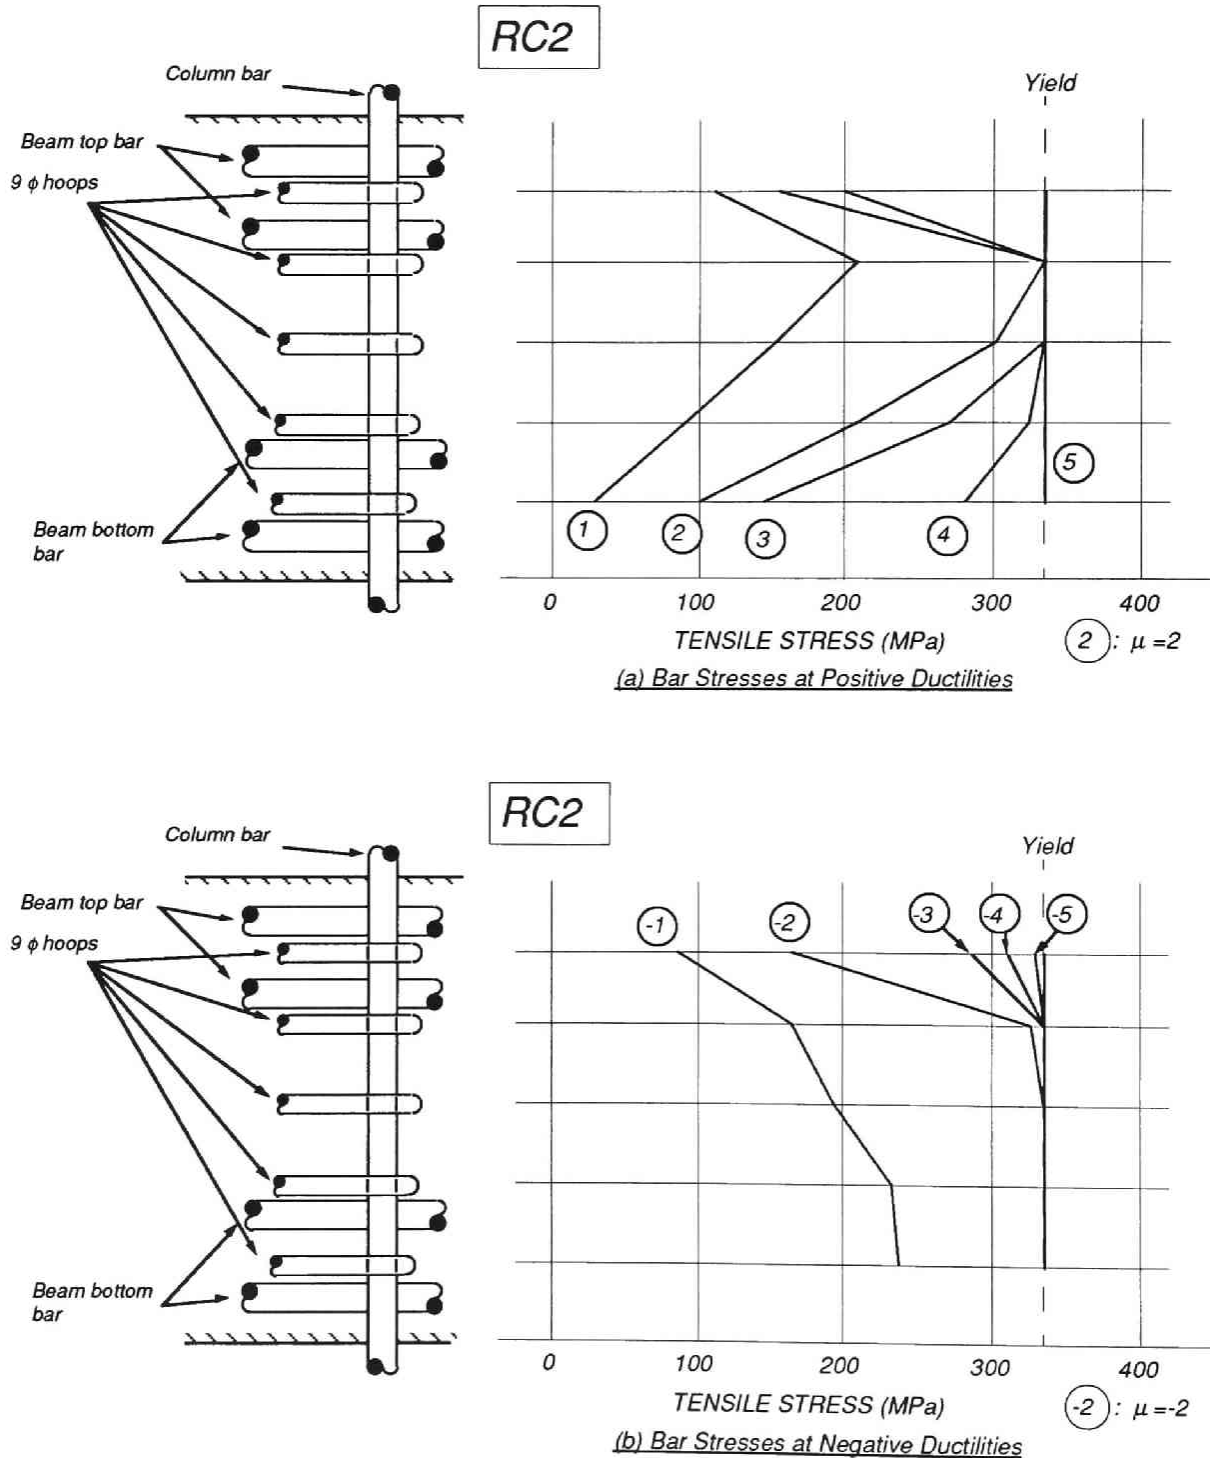 RC2
Column bar
Yield
Beam top bar
9 ϕ hoops
5
1
2
3
4
Beam bottom
bar
0 100 200 300 400
TENSILE STRESS (MPa)
2 : μ =2
(a) Bar Stresses at Positive Ductilities
RC2
Column bar
Yield
Beam top bar
9 ϕ hoops
-1
-2
-3
-4
-5
Beam bottom
bar
0 100 200 300 400
TENSILE STRESS (MPa)
-2 : μ=-2
(b) Bar Stresses at Negative Ductilities